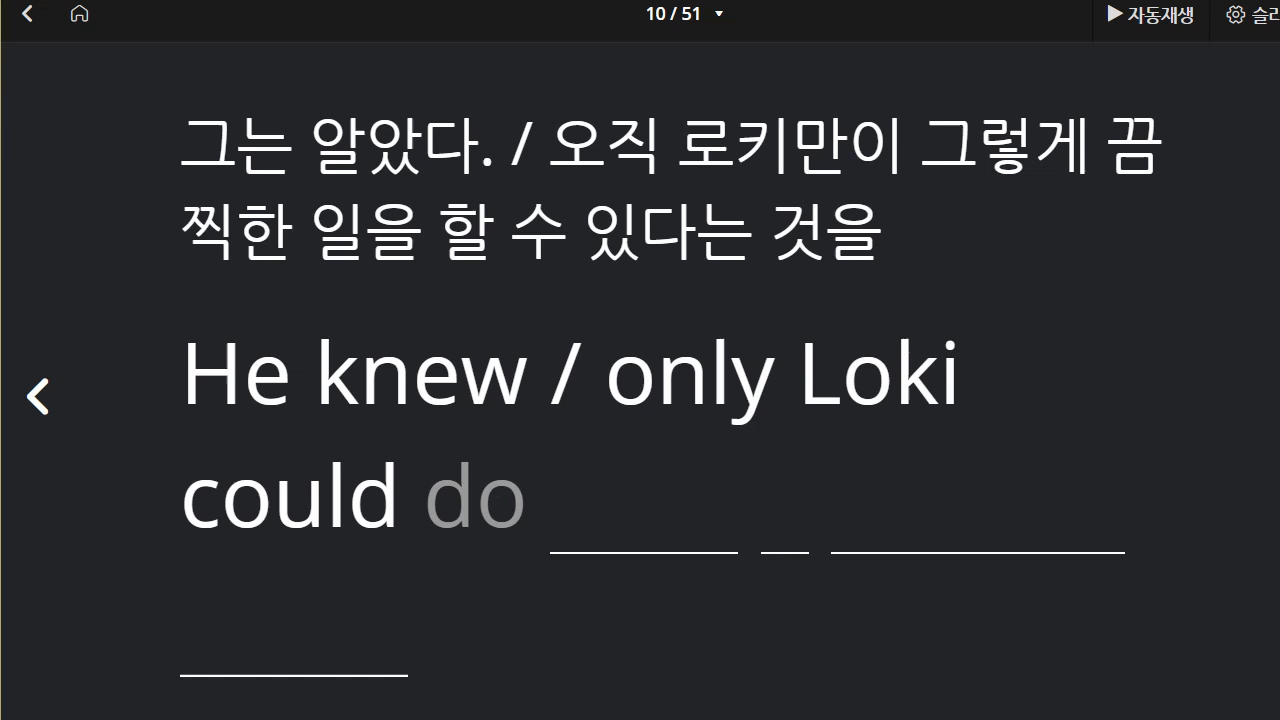 10 / 51
자동재생
그는 알았다. / 오직 로키만이 그렇게 끔
찍한 일을 할 수 있다는 것을
He knew / only Loki
could do